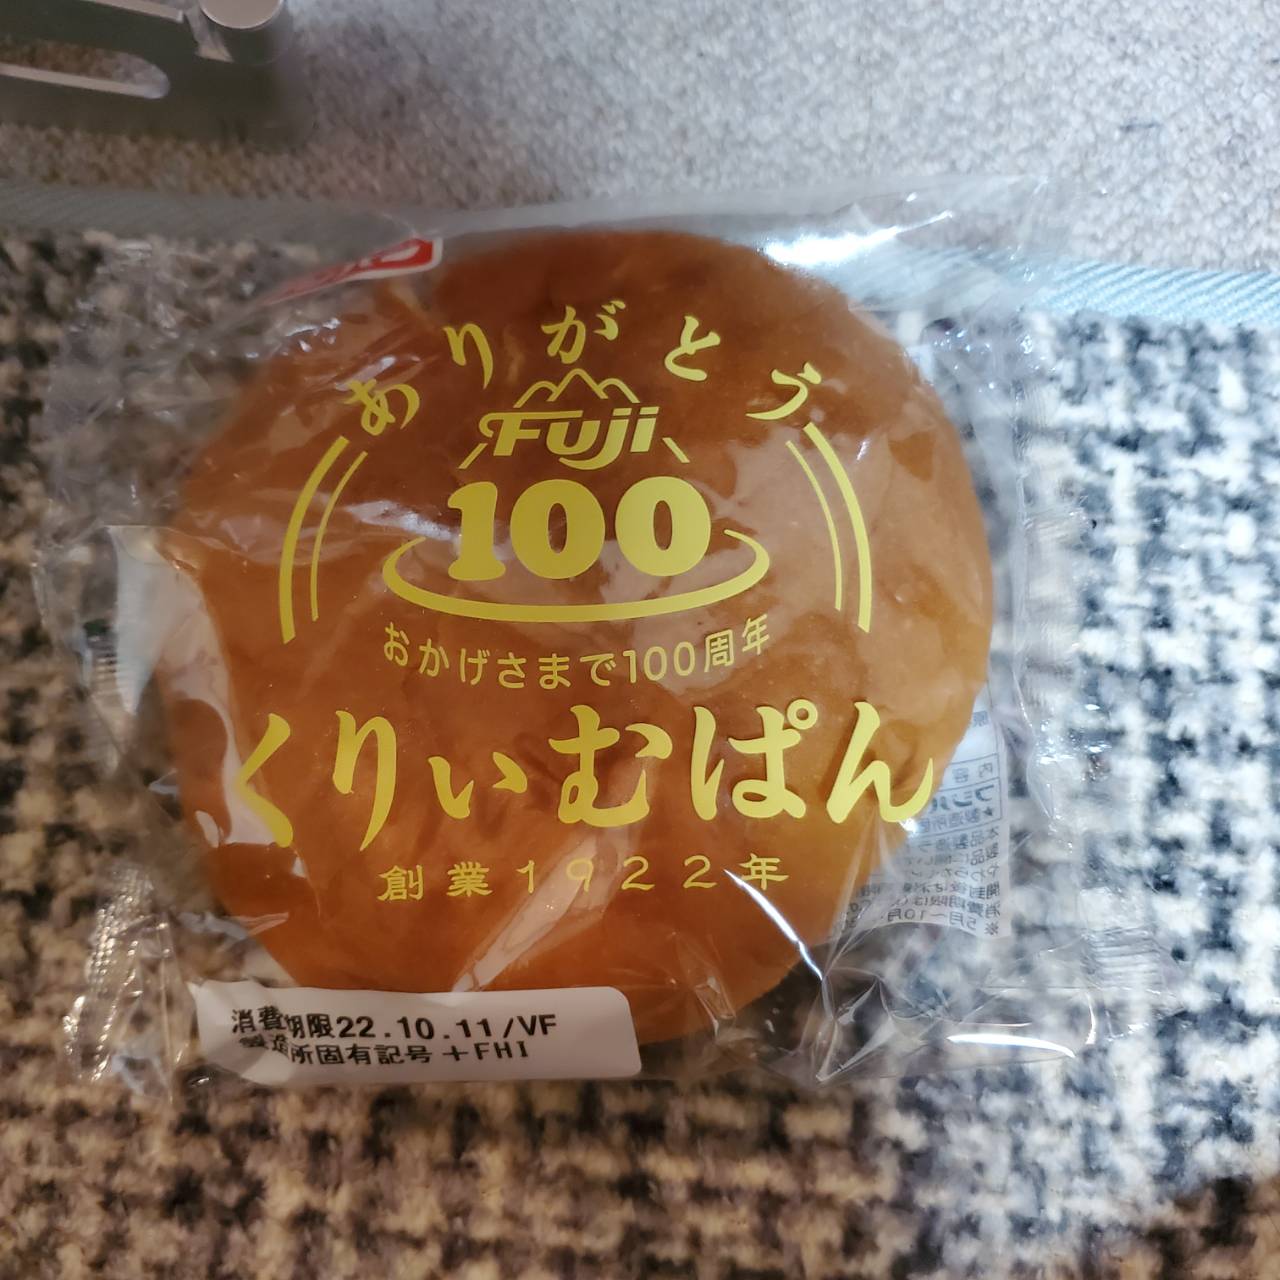 ありがとう
Fuji
100
おかげさまで100周年
くりぃむぱん
創業1922年
消費期限22.10.11/VF
製造所固有記号+FHI